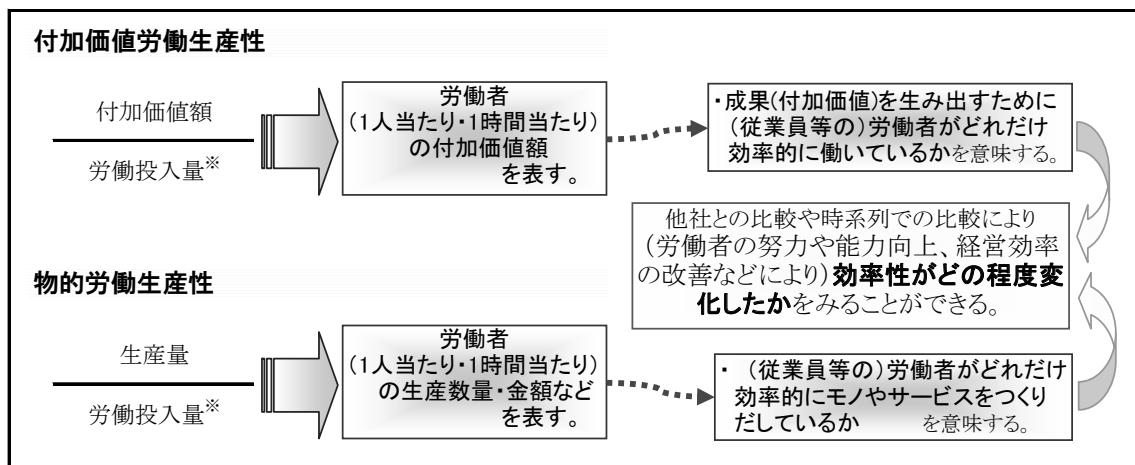 付加価値労働生産性
付加価値額
労働投入量※
労働者
(1人当たり・1時間当たり)
の付加価値額
を表す。
・成果(付加価値)を生み出すために
(従業員等の)労働者がどれだけ
効率的に働いているかを意味する。
他社との比較や時系列での比較により
(労働者の努力や能力向上、経営効率
の改善などにより)効率性がどの程度変
化したかをみることができる。
物的労働生産性
生産量
労働投入量※
労働者
(1人当たり・1時間当たり)
の生産数量・金額など
を表す。
・ (従業員等の)労働者がどれだけ
効率的にモノやサービスをつくり
だしているか を意味する。